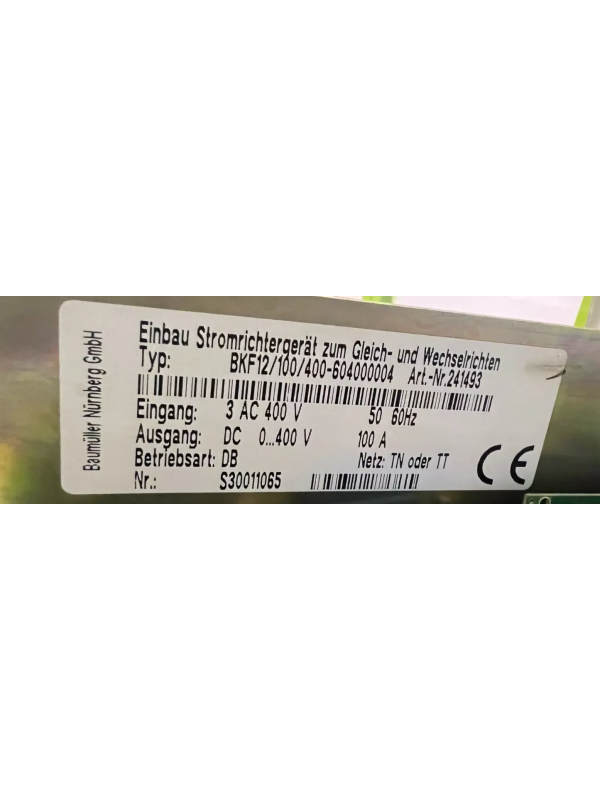 Baumüller Nürnberg GmbH
Einbau Stromrichtergerät zum Gleich- und Wechselrichten
Typ: BKF12/100/400-604000004 Art.-Nr.241493
Eingang: 3 AC 400 V 50 60Hz
Ausgang: DC 0...400 V 100 A
Betriebsart: DB Netz: TN oder TT
Nr.: S30011065
CE